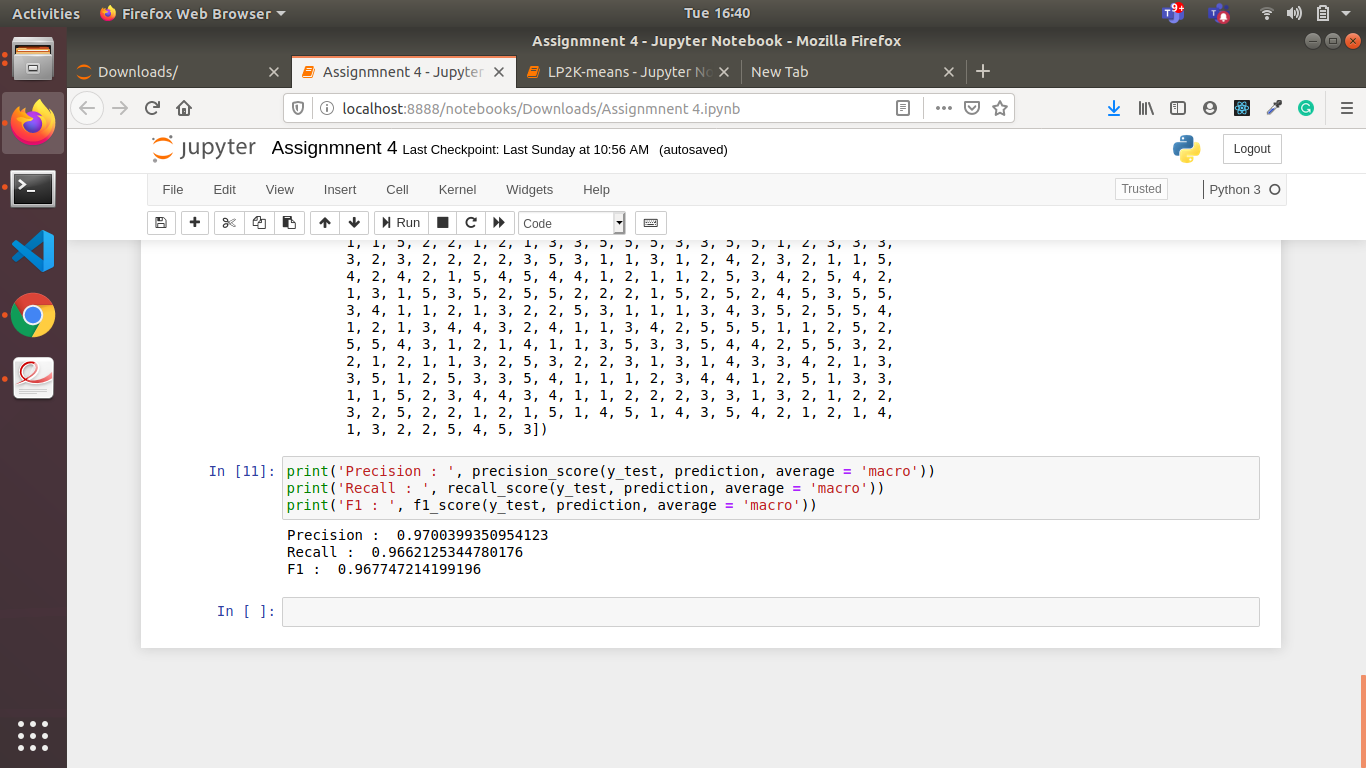 Activities Firefox Web Browser Tue 16:40 9+
Assignmnent 4 - Jupyter Notebook - Mozilla Firefox
Downloads/ Assignmnent 4 - Jupyter LP2K-means - Jupyter No New Tab
localhost:8888/notebooks/Downloads/Assignmnent 4.ipynb
jupyter Assignmnent 4 Last Checkpoint: Last Sunday at 10:56 AM (autosaved) Logout
File Edit View Insert Cell Kernel Widgets Help Trusted Python 3
Run Code
1, 1, 5, 2, 2, 1, 2, 1, 3, 3, 5, 5, 5, 3, 3, 5, 5, 1, 2, 3, 3, 3,
3, 2, 3, 2, 2, 2, 2, 3, 5, 3, 1, 1, 3, 1, 2, 4, 2, 3, 2, 1, 1, 5,
4, 2, 4, 2, 1, 5, 4, 5, 4, 4, 1, 2, 1, 1, 2, 5, 3, 4, 2, 5, 4, 2,
1, 3, 1, 5, 3, 5, 2, 5, 5, 2, 2, 2, 1, 5, 2, 5, 2, 4, 5, 3, 5, 5,
3, 4, 1, 1, 2, 1, 3, 2, 2, 5, 3, 1, 1, 1, 3, 4, 3, 5, 2, 5, 5, 4,
1, 2, 1, 3, 4, 4, 3, 2, 4, 1, 1, 3, 4, 2, 5, 5, 5, 1, 1, 2, 5, 2,
5, 5, 4, 3, 1, 2, 1, 4, 1, 1, 3, 5, 3, 3, 5, 4, 4, 2, 5, 5, 3, 2,
2, 1, 2, 1, 1, 3, 2, 5, 3, 2, 2, 3, 1, 3, 1, 4, 3, 3, 4, 2, 1, 3,
3, 5, 1, 2, 5, 3, 3, 5, 4, 1, 1, 1, 2, 3, 4, 4, 1, 2, 5, 1, 3, 3,
1, 1, 5, 2, 3, 4, 4, 3, 4, 1, 1, 2, 2, 2, 3, 3, 1, 3, 2, 1, 2, 2,
3, 2, 5, 2, 2, 1, 2, 1, 5, 1, 4, 5, 1, 4, 3, 5, 4, 2, 1, 2, 1, 4,
1, 3, 2, 2, 5, 4, 5, 3])
In [11]: print('Precision : ', precision_score(y_test, prediction, average = 'macro'))
print('Recall : ', recall_score(y_test, prediction, average = 'macro'))
print('F1 : ', f1_score(y_test, prediction, average = 'macro'))
Precision :  0.9700399350954123
Recall :  0.9662125344780176
F1 :  0.967747214199196
In [ ]: